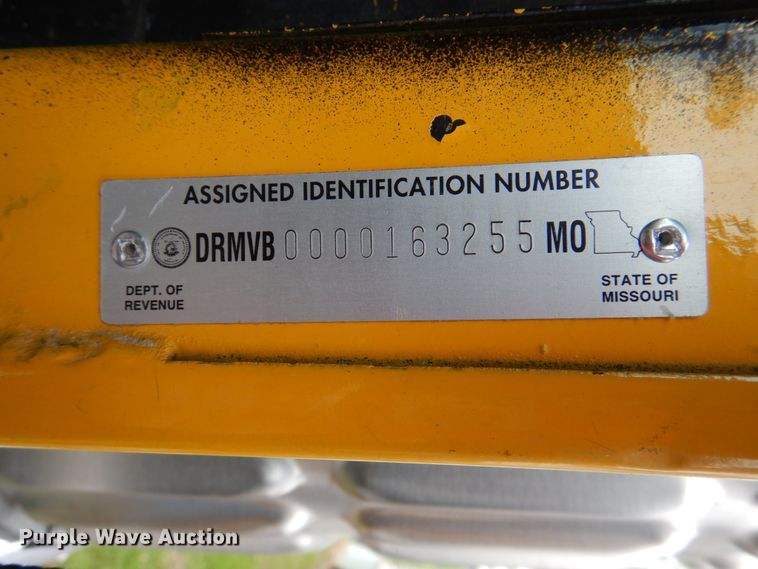 ASSIGNED IDENTIFICATION NUMBER
DRMVB 0000163255 MO
DEPT. OF
REVENUE
STATE OF
MISSOURI
Purple Wave Auction